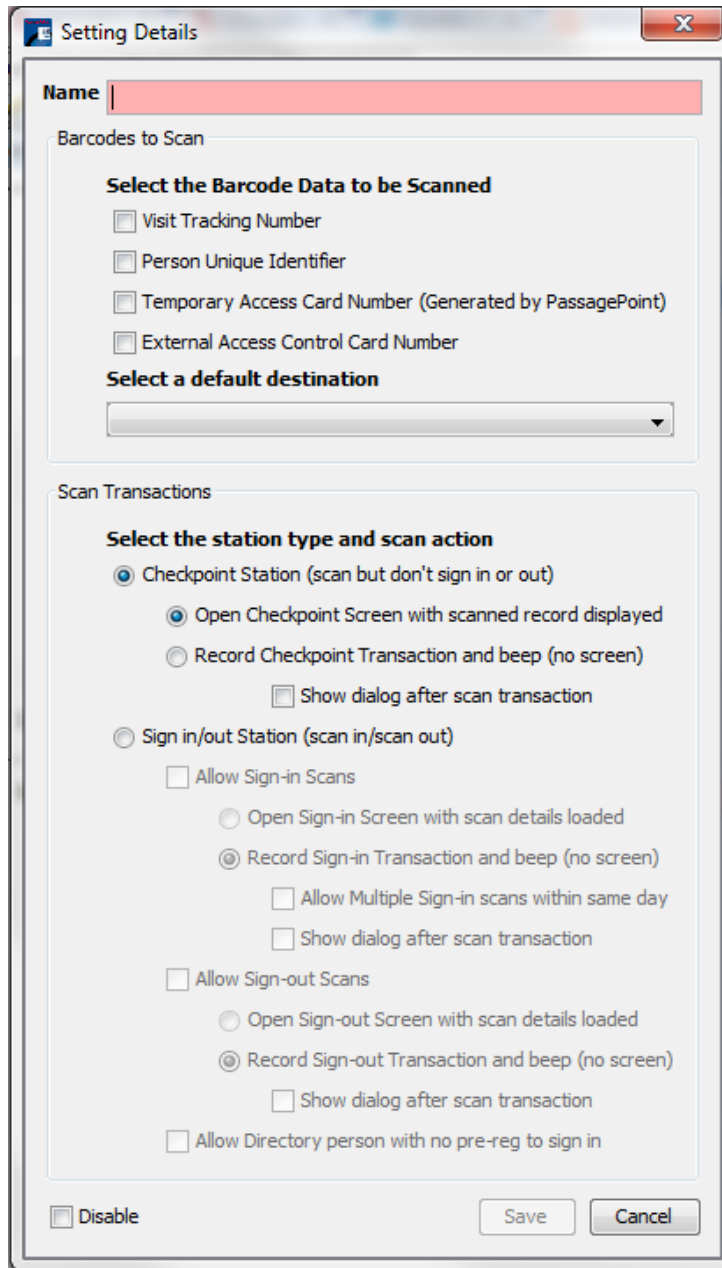 Setting Details
Name
Barcodes to Scan
Select the Barcode Data to be Scanned
Visit Tracking Number
Person Unique Identifier
Temporary Access Card Number (Generated by PassagePoint)
External Access Control Card Number
Select a default destination
Scan Transactions
Select the station type and scan action
Checkpoint Station (scan but don't sign in or out)
Open Checkpoint Screen with scanned record displayed
Record Checkpoint Transaction and beep (no screen)
Show dialog after scan transaction
Sign in/out Station (scan in/scan out)
Allow Sign-in Scans
Open Sign-in Screen with scan details loaded
Record Sign-in Transaction and beep (no screen)
Allow Multiple Sign-in scans within same day
Show dialog after scan transaction
Allow Sign-out Scans
Open Sign-out Screen with scan details loaded
Record Sign-out Transaction and beep (no screen)
Show dialog after scan transaction
Allow Directory person with no pre-reg to sign in
Disable Save Cancel